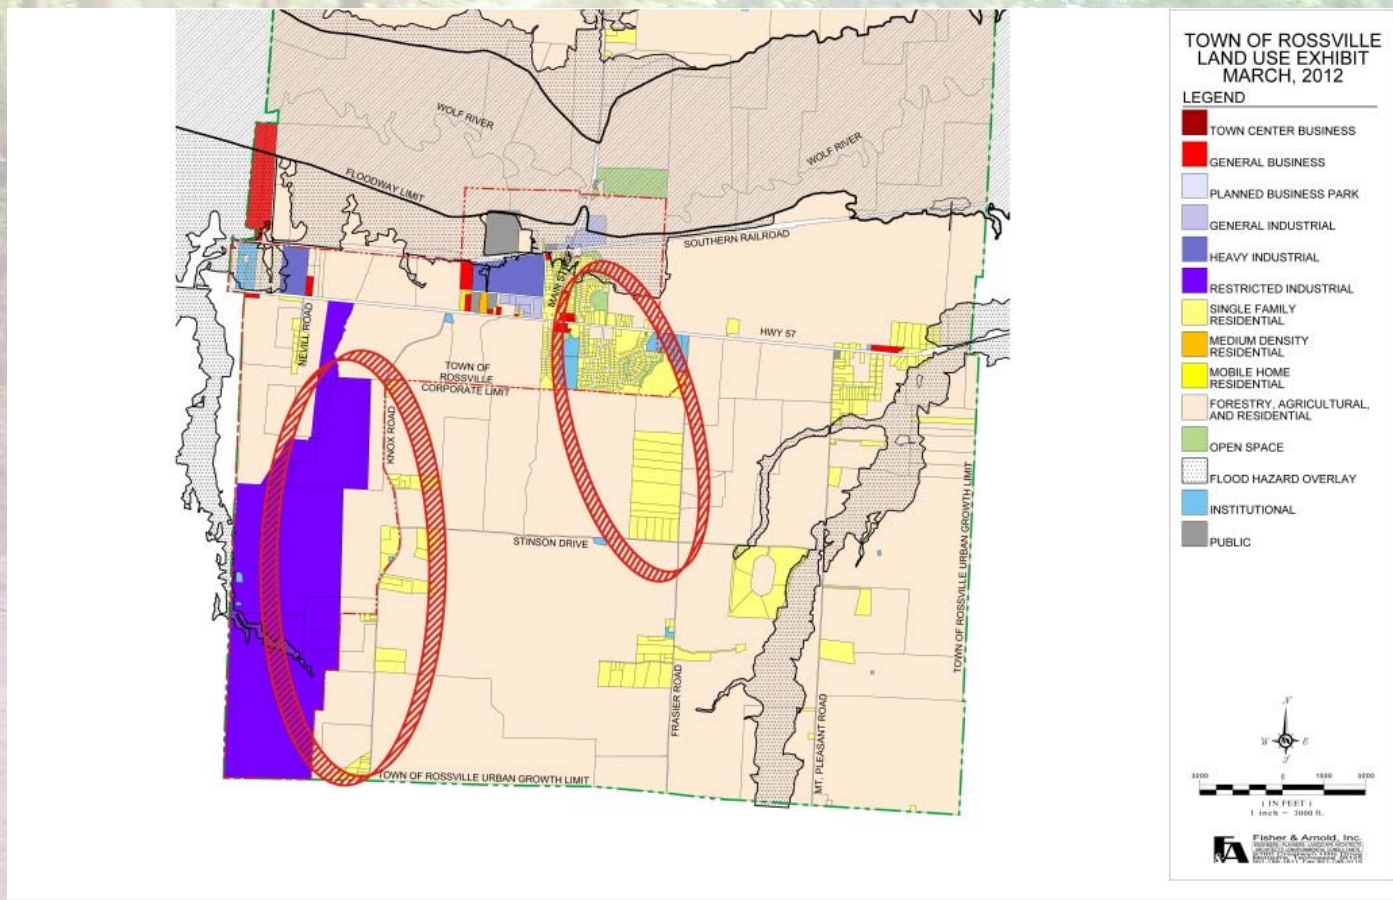 TOWN OF ROSSVILLE
LAND USE EXHIBIT
MARCH, 2012
LEGEND
TOWN CENTER BUSINESS
GENERAL BUSINESS
PLANNED BUSINESS PARK
GENERAL INDUSTRIAL
HEAVY INDUSTRIAL
RESTRICTED INDUSTRIAL
SINGLE FAMILY
RESIDENTIAL
MEDIUM DENSITY
RESIDENTIAL
MOBILE HOME
RESIDENTIAL
FORESTRY, AGRICULTURAL,
AND RESIDENTIAL
OPEN SPACE
FLOOD HAZARD OVERLAY
INSTITUTIONAL
PUBLIC
WOLF RIVER
WOLF RIVER
FLOODWAY LIMIT
SOUTHERN RAILROAD
MAIN ST
HWY 57
NEVILL ROAD
TOWN OF
ROSSVILLE
CORPORATE LIMIT
KNOX ROAD
STINSON DRIVE
FRASIER ROAD
MT. PLEASANT ROAD
TOWN OF ROSSVILLE URBAN GROWTH LIMIT
TOWN OF ROSSVILLE URBAN GROWTH LIMIT
N
W E
S
3000 0 1500 3000
( IN FEET )
1 inch = 3000 ft.
F&A
Fisher & Arnold, Inc.